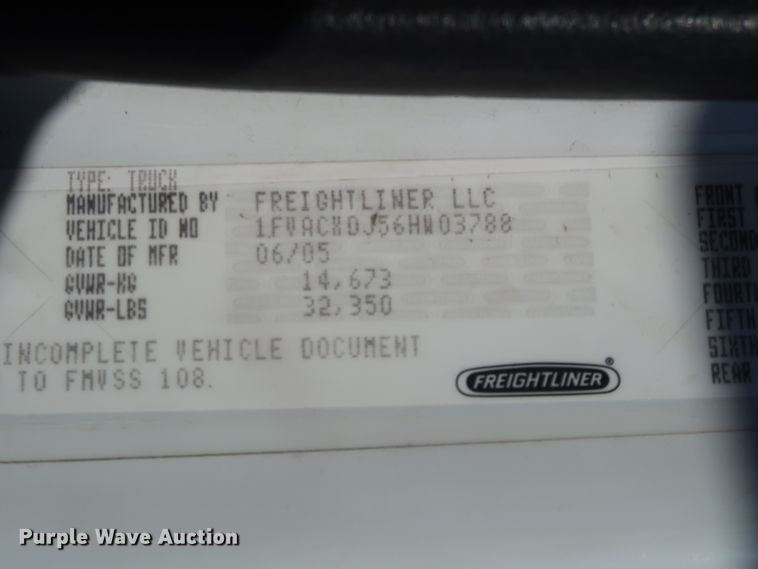 TYPE: TRUCK
MANUFACTURED BY FREIGHTLINER LLC
VEHICLE ID NO 1FVACXDJ56HW03788
DATE OF MFR 06/05
GVWR-KG 14,673
GVWR-LBS 32,350
INCOMPLETE VEHICLE DOCUMENT
TO FMVSS 108.
FREIGHTLINER
FRONT
FIRST
SECOND
THIRD
FOURTH
FIFTH
SIXTH
REAR
Purple Wave Auction